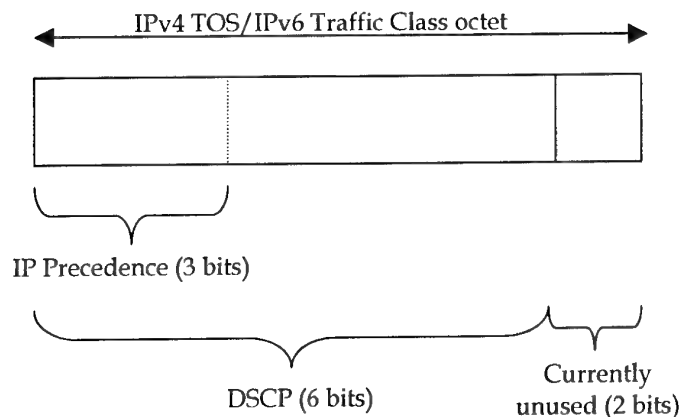 IPv4 TOS/IPv6 Traffic Class octet
IP Precedence (3 bits)
DSCP (6 bits)
Currently
unused (2 bits)